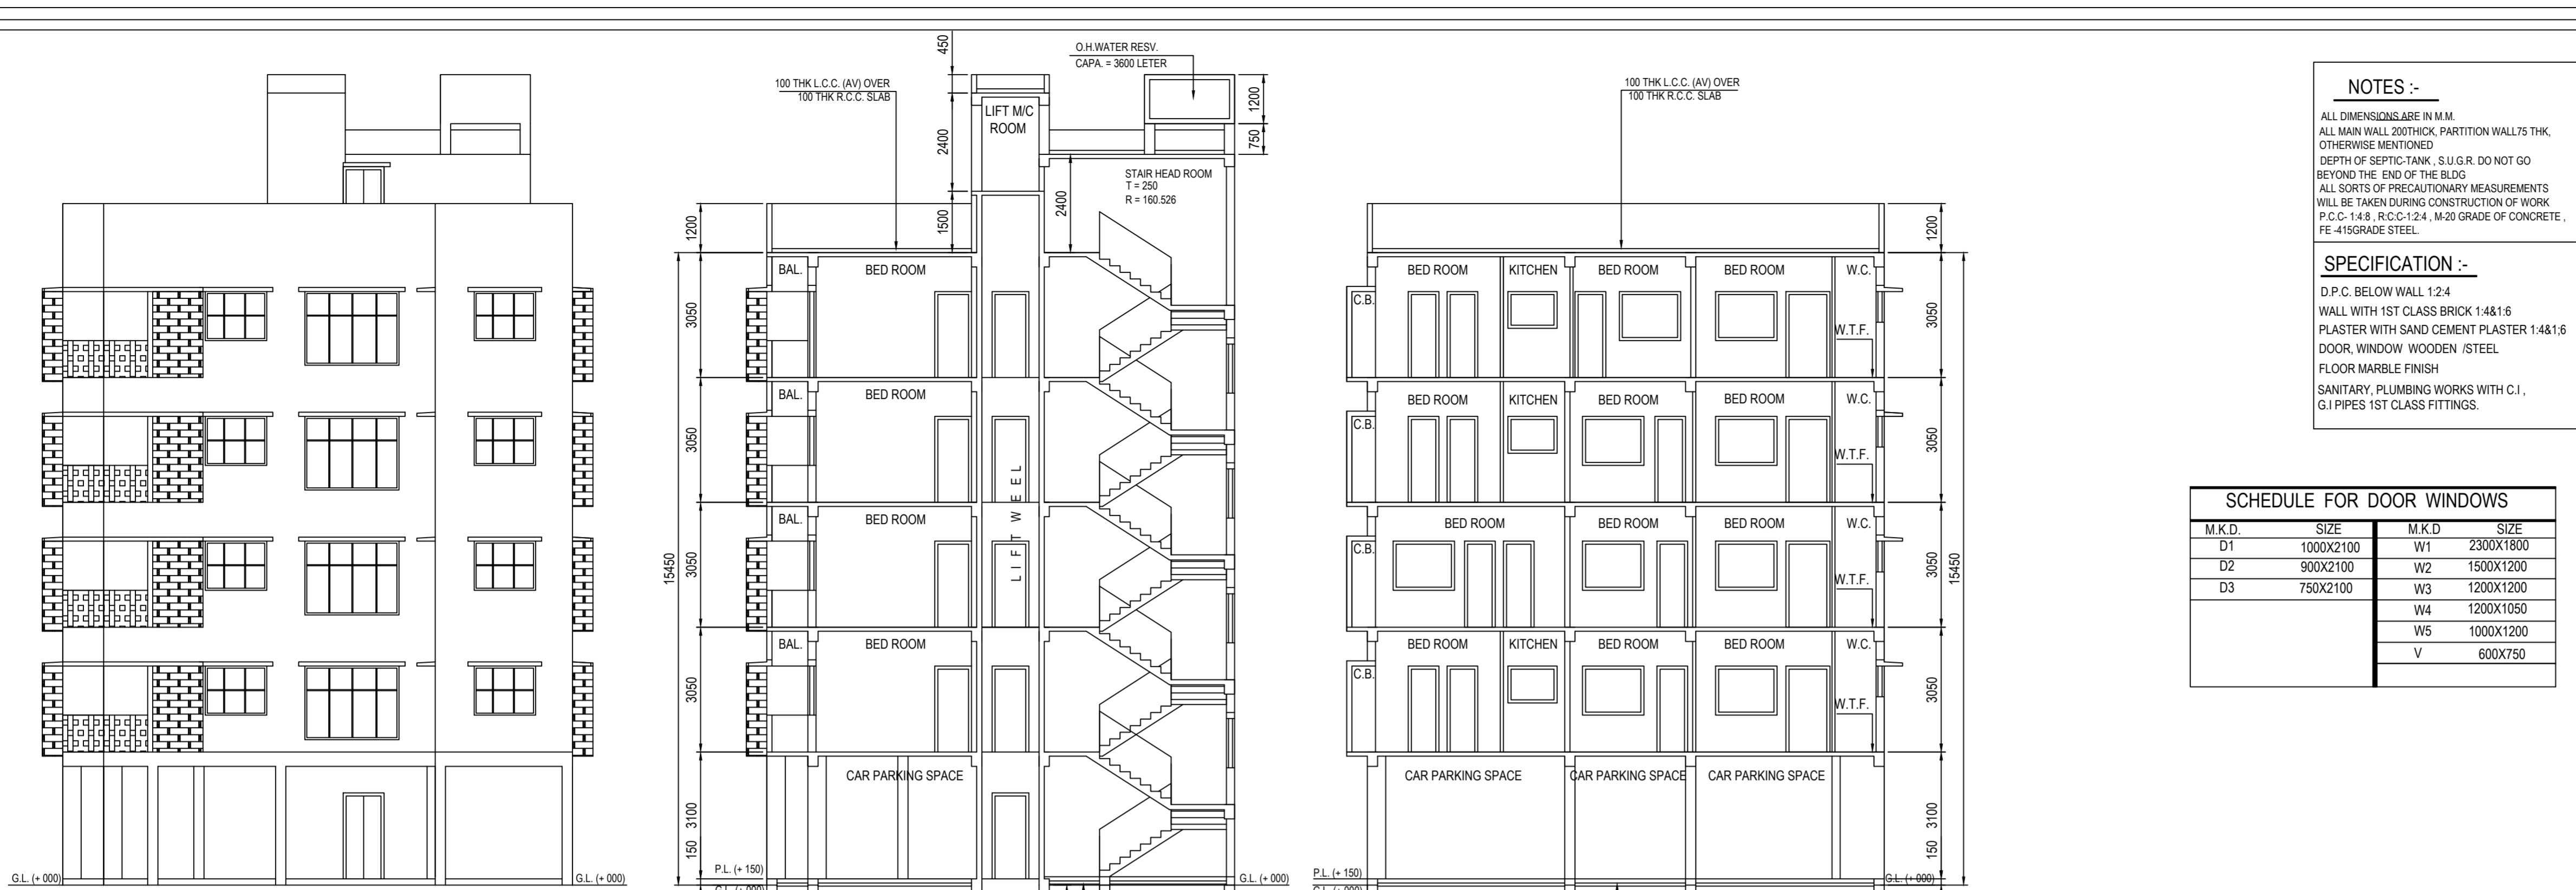 450
O.H.WATER RESV.
CAPA. = 3600 LETER
100 THK L.C.C. (AV) OVER
100 THK R.C.C. SLAB
LIFT M/C
ROOM
2400
1200
750
STAIR HEAD ROOM
T = 250
R = 160.526
2400
1500
1200
BAL.
BED ROOM
3050
BAL.
BED ROOM
3050
LIFT WEEL
BAL.
BED ROOM
3050
15450
BAL.
BED ROOM
3050
CAR PARKING SPACE
3100
150
G.L. (+ 000)
G.L. (+ 000)
P.L. (+ 150)
G.L. (+ 000)
G.L. (+ 000)
100 THK L.C.C. (AV) OVER
100 THK R.C.C. SLAB
1200
BED ROOM
KITCHEN
BED ROOM
BED ROOM
W.C.
C.B.
W.T.F.
3050
BED ROOM
KITCHEN
BED ROOM
BED ROOM
W.C.
C.B.
W.T.F.
3050
BED ROOM
BED ROOM
BED ROOM
W.C.
C.B.
W.T.F.
3050
15450
BED ROOM
KITCHEN
BED ROOM
BED ROOM
W.C.
C.B.
W.T.F.
3050
CAR PARKING SPACE
CAR PARKING SPACE
CAR PARKING SPACE
3100
150
P.L. (+ 150)
G.L. (+ 000)
G.L. (+ 000)
NOTES :-
ALL DIMENSIONS ARE IN M.M.
ALL MAIN WALL 200THICK, PARTITION WALL75 THK,
OTHERWISE MENTIONED
DEPTH OF SEPTIC-TANK , S.U.G.R. DO NOT GO
BEYOND THE END OF THE BLDG
ALL SORTS OF PRECAUTIONARY MEASUREMENTS
WILL BE TAKEN DURING CONSTRUCTION OF WORK
P.C.C- 1:4:8 , R:C:C-1:2:4 , M-20 GRADE OF CONCRETE ,
FE -415GRADE STEEL.
SPECIFICATION :-
D.P.C. BELOW WALL 1:2:4
WALL WITH 1ST CLASS BRICK 1:4&1:6
PLASTER WITH SAND CEMENT PLASTER 1:4&1;6
DOOR, WINDOW WOODEN /STEEL
FLOOR MARBLE FINISH
SANITARY, PLUMBING WORKS WITH C.I ,
G.I PIPES 1ST CLASS FITTINGS.
SCHEDULE FOR DOOR WINDOWS
M.K.D. SIZE M.K.D SIZE
D1 1000X2100 W1 2300X1800
D2 900X2100 W2 1500X1200
D3 750X2100 W3 1200X1200
W4 1200X1050
W5 1000X1200
V 600X750